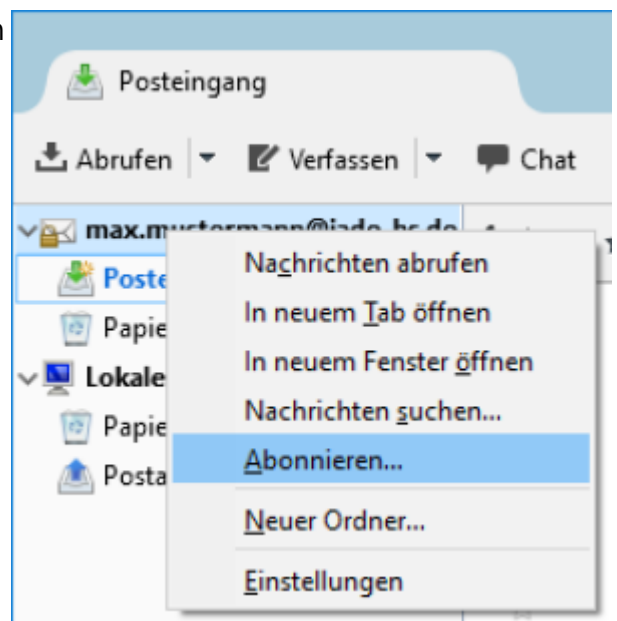 Posteingang
Abrufen Verfassen Chat
Nachrichten abrufen
In neuem Tab öffnen
In neuem Fenster öffnen
Lokale
Nachrichten suchen...
Abonnieren...
Neuer Ordner...
Einstellungen